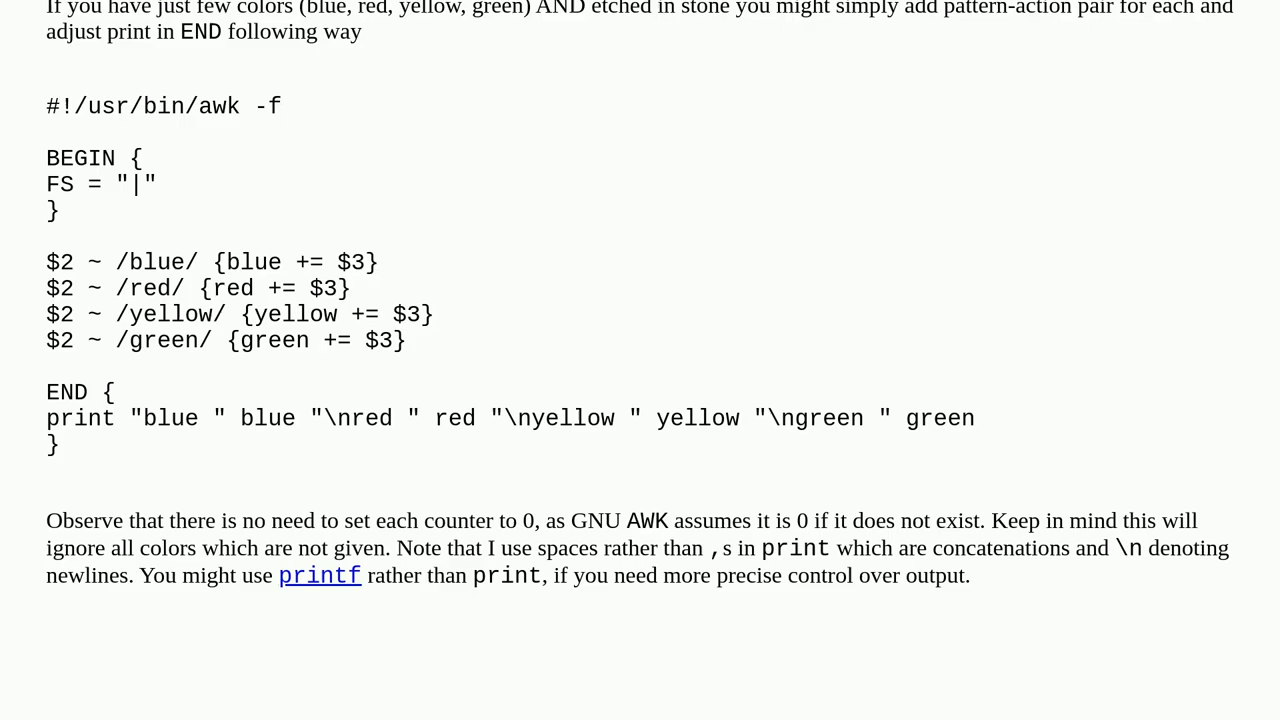 If you have just few colors (blue, red, yellow, green) AND etched in stone you might simply add pattern-action pair for each and
adjust print in END following way
#!/usr/bin/awk -f
BEGIN {
FS = "|"
}
$2 ~ /blue/ {blue += $3}
$2 ~ /red/ {red += $3}
$2 ~ /yellow/ {yellow += $3}
$2 ~ /green/ {green += $3}
END {
print "blue " blue "\nred " red "\nyellow " yellow "\ngreen " green
}
Observe that there is no need to set each counter to 0, as GNU AWK assumes it is 0 if it does not exist. Keep in mind this will
ignore all colors which are not given. Note that I use spaces rather than ,s in print which are concatenations and \n denoting
newlines. You might use printf rather than print, if you need more precise control over output.